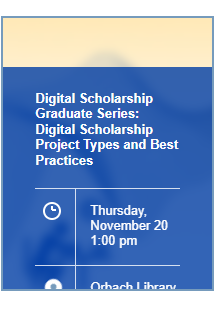 Digital Scholarship
Graduate Series:
Digital Scholarship
Project Types and Best
Practices
Thursday,
November 20
1:00 pm
Orbach Library